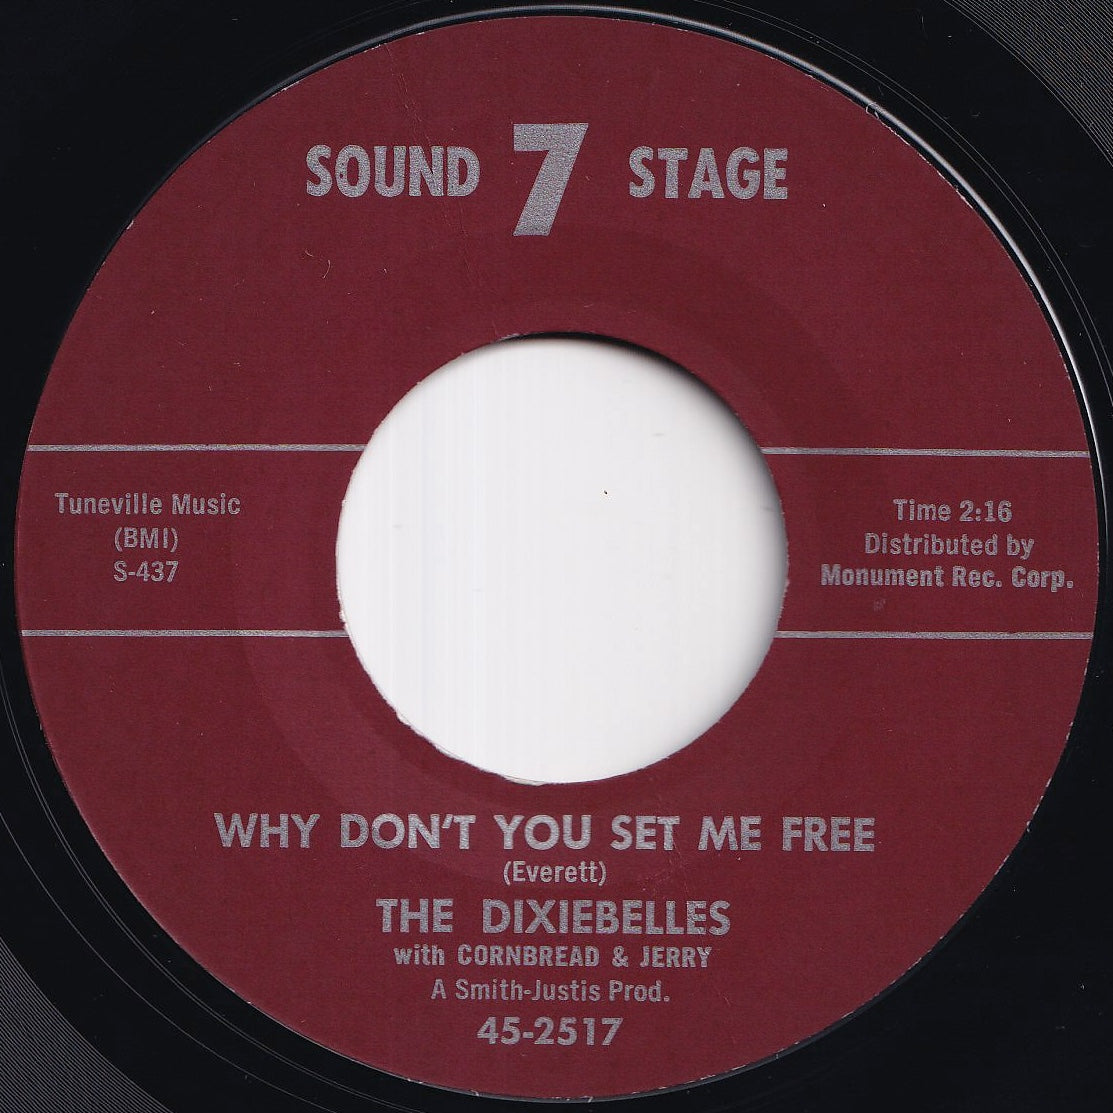 SOUND 7 STAGE
Tuneville Music
(BMI)
S-437
Time 2:16
Distributed by
Monument Rec. Corp.
WHY DON'T YOU SET ME FREE
(Everett)
THE DIXIEBELLES
with CORNBREAD & JERRY
A Smith-Justis Prod.
45-2517